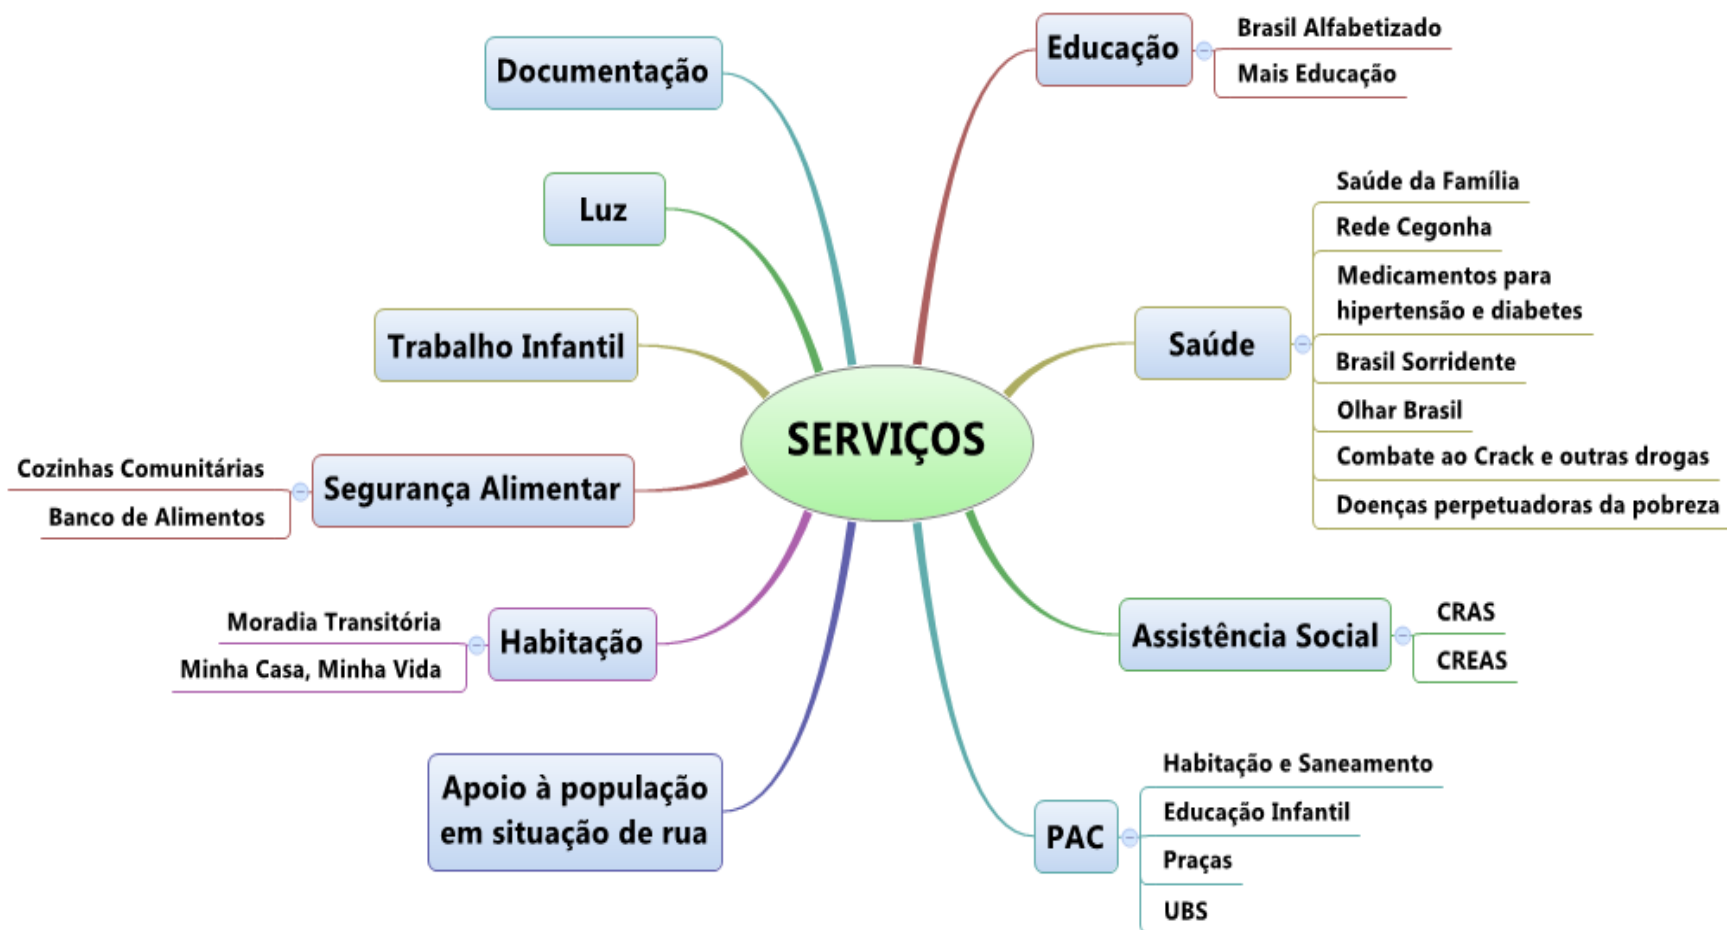 SERVIÇOS
Educação
Brasil Alfabetizado
Mais Educação
Saúde
Saúde da Família
Rede Cegonha
Medicamentos para
hipertensão e diabetes
Brasil Sorridente
Olhar Brasil
Combate ao Crack e outras drogas
Doenças perpetuadoras da pobreza
Assistência Social
CRAS
CREAS
PAC
Habitação e Saneamento
Educação Infantil
Praças
UBS
Documentação
Luz
Trabalho Infantil
Segurança Alimentar
Cozinhas Comunitárias
Banco de Alimentos
Habitação
Moradia Transitória
Minha Casa, Minha Vida
Apoio à população
em situação de rua